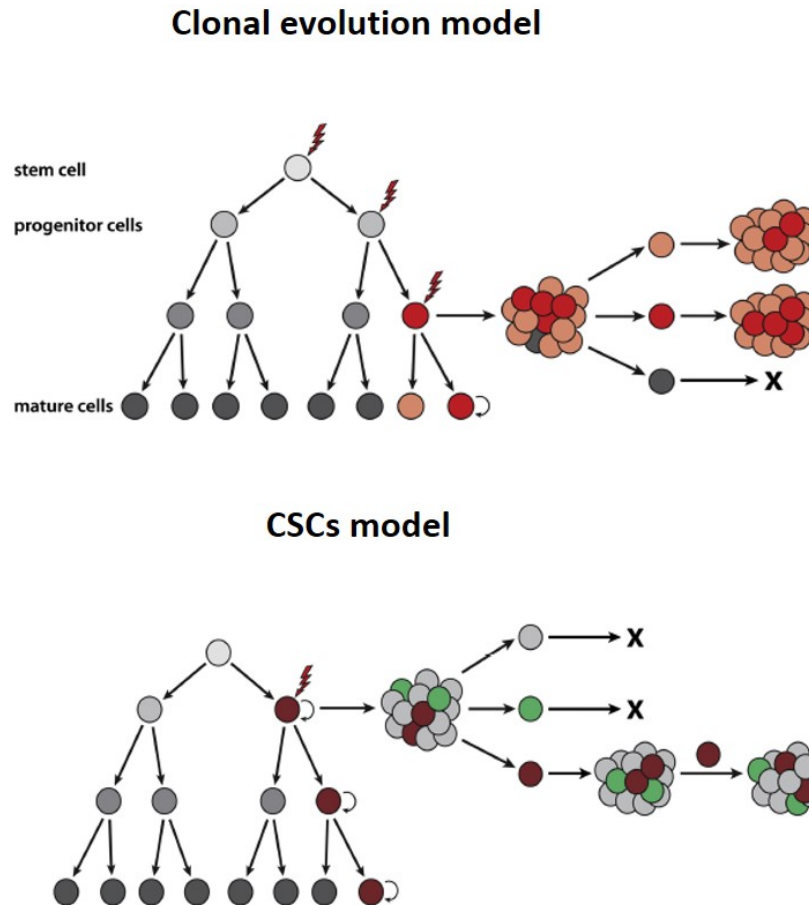 Clonal evolution model
stem cell
progenitor cells
X
mature cells
CSCs model
X
X